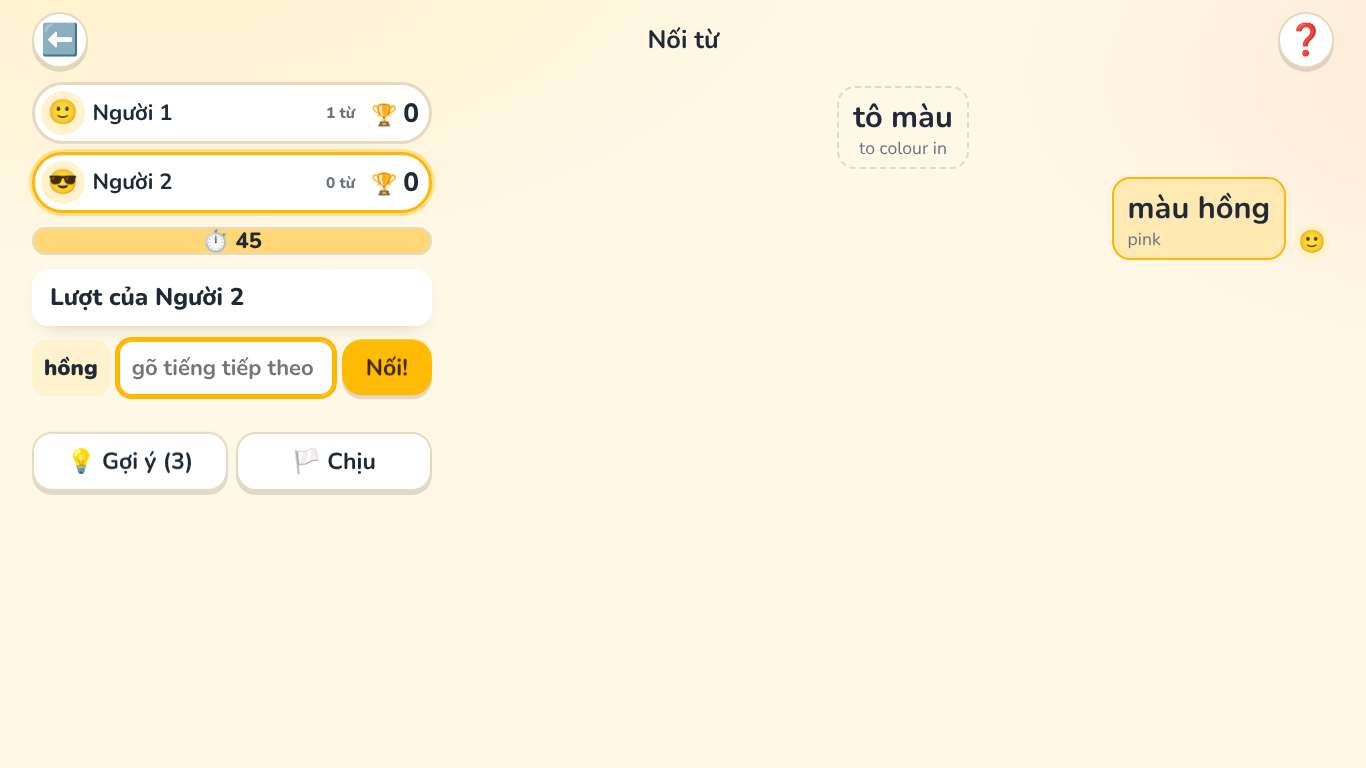 Nối từ
Người 1
1 từ
0
Người 2
0 từ
0
45
Lượt của Người 2
hồng
gõ tiếng tiếp theo
Nối!
Gợi ý (3)
Chịu
tô màu
to colour in
màu hồng
pink